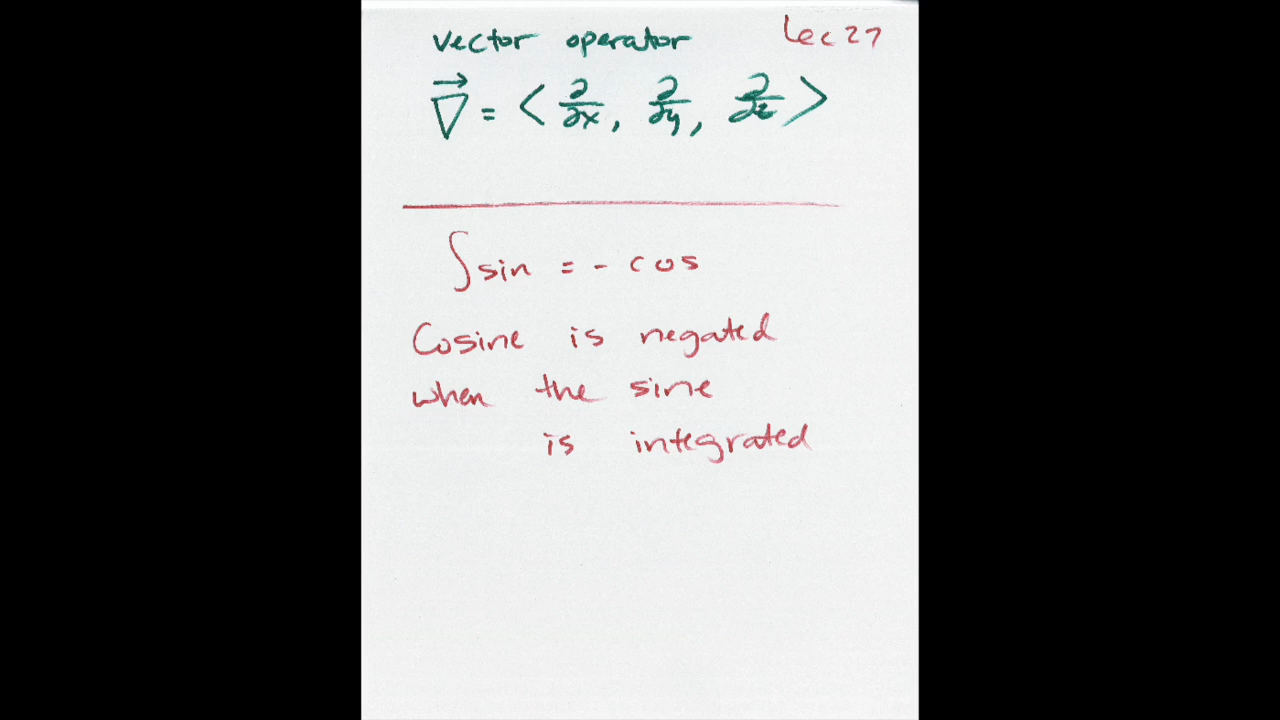 vector operator Lec 27
∇⃗ = < ∂/∂x, ∂/∂y, ∂/∂z >
∫ sin = - cos
Cosine is negated
when the sine
is integrated